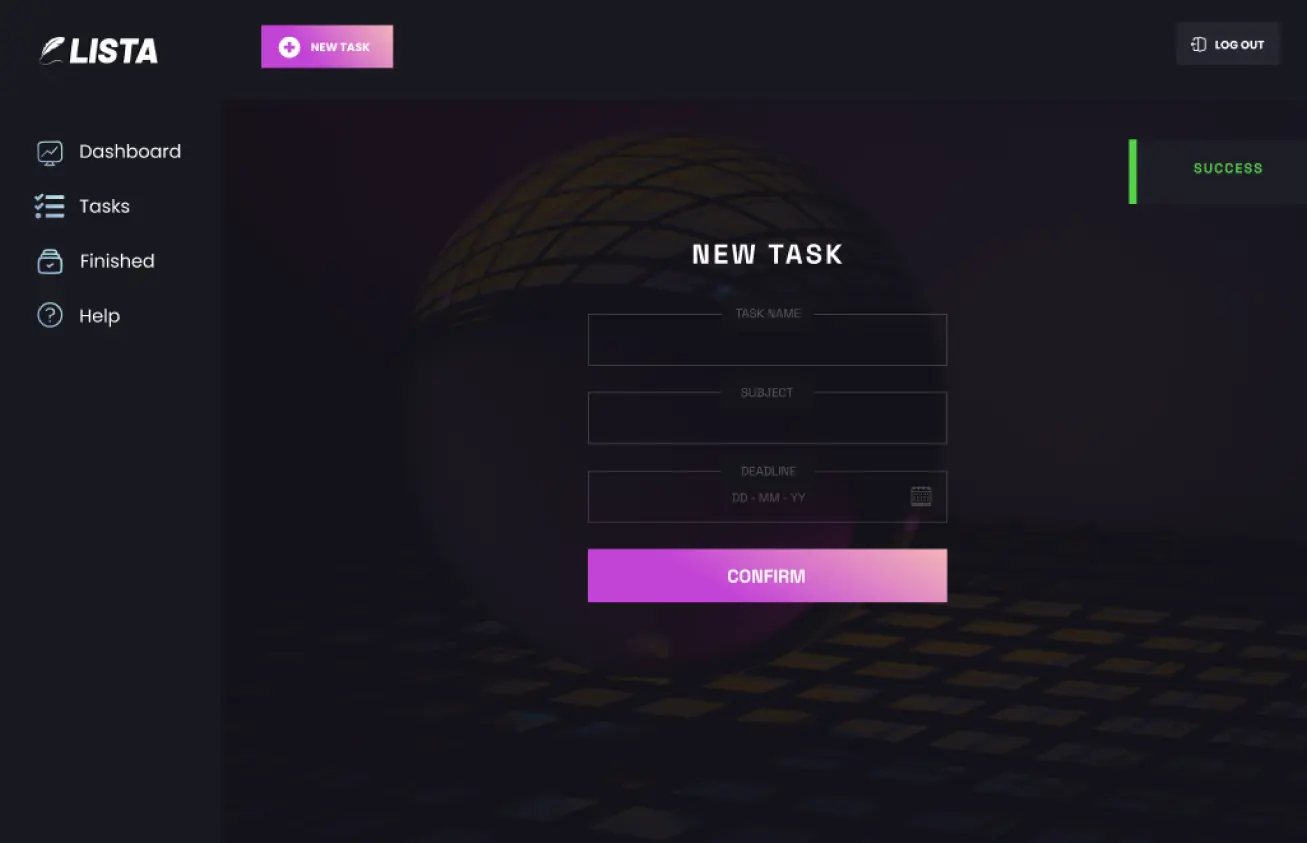 LISTA
NEW TASK
LOG OUT
Dashboard
Tasks
Finished
Help
SUCCESS
NEW TASK
TASK NAME
SUBJECT
DEADLINE
DD - MM - YY
CONFIRM